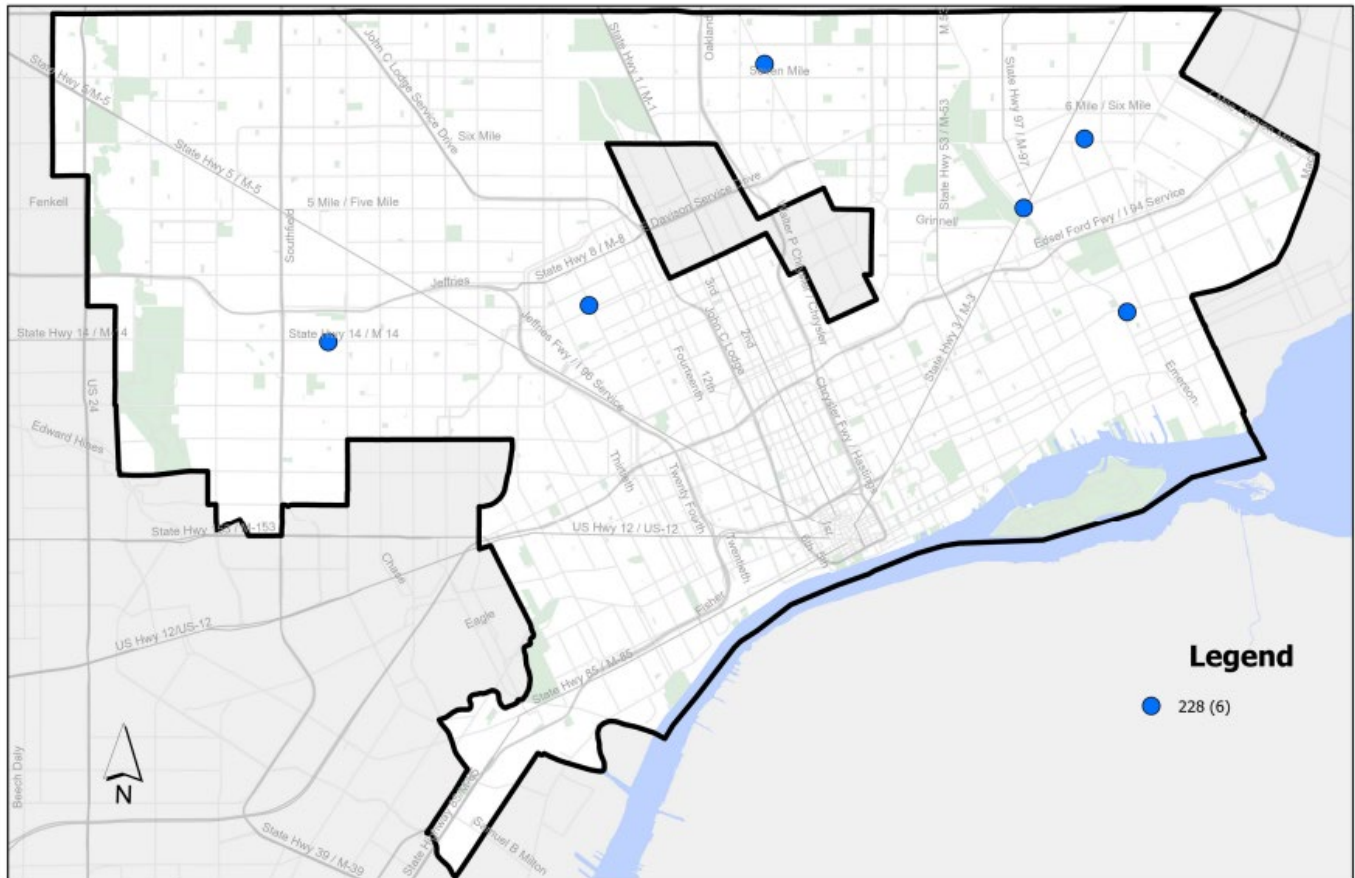 State Hwy 5/M-5
John C Lodge Service Drive
State Hwy 1 / M-1
Oakland
Seven Mile
State Hwy 97 / M-97
6 Mile / Six Mile
Six Mile
State Hwy 5 / M-5
State Hwy 53 / M-53
Davison Service Drive
Fenkell
5 Mile / Five Mile
Southfield
Grinnell
Edsel Ford Fwy / I 94 Service
State Hwy 8 / M-8
Jeffries
3rd
John C Lodge
2nd
State Hwy 14 / M-14
State Hwy 14 / M 14
Jeffries Fwy / I 96 Service
State Hwy 3 / M-3
Fourteenth
12th
Chrysler Fwy / Hastings
Emerson
US 24
Edward Hines
Thirtieth
Twenty Fourth
US Hwy 12 / US-12
1st
Twentieth
Chase
Eagle
Fisher
US Hwy 12/US-12
State Hwy 85 / M-85
Legend
228 (6)
N
Beech Daly
State Hwy 39 / M-39
Samuel B Milton